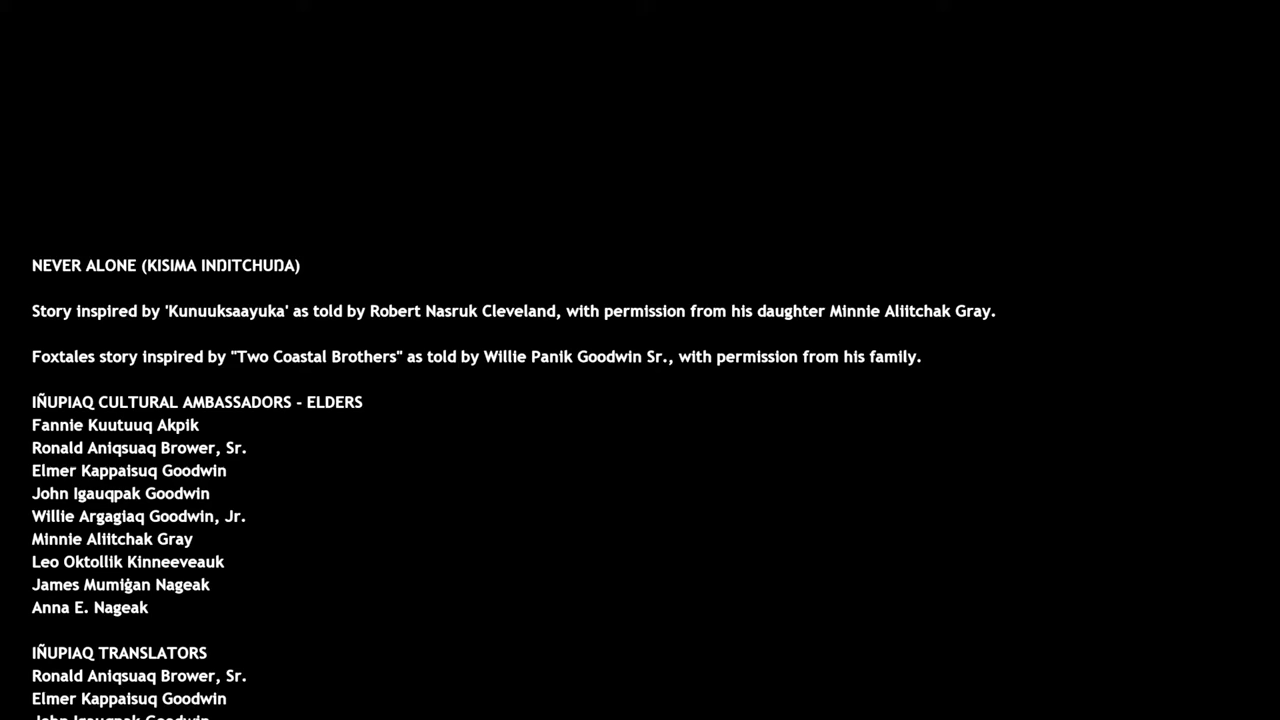 NEVER ALONE (KISIMA INŊITCHUŊA)
Story inspired by 'Kunuuksaayuka' as told by Robert Nasruk Cleveland, with permission from his daughter Minnie Aliitchak Gray.
Foxtales story inspired by "Two Coastal Brothers" as told by Willie Panik Goodwin Sr., with permission from his family.
IÑUPIAQ CULTURAL AMBASSADORS - ELDERS
Fannie Kuutuuq Akpik
Ronald Aniqsuaq Brower, Sr.
Elmer Kappaisuq Goodwin
John Igauqpak Goodwin
Willie Argagiaq Goodwin, Jr.
Minnie Aliitchak Gray
Leo Oktollik Kinneeveauk
James Mumiġan Nageak
Anna E. Nageak
IÑUPIAQ TRANSLATORS
Ronald Aniqsuaq Brower, Sr.
Elmer Kappaisuq Goodwin
John Igauqpak Goodwin